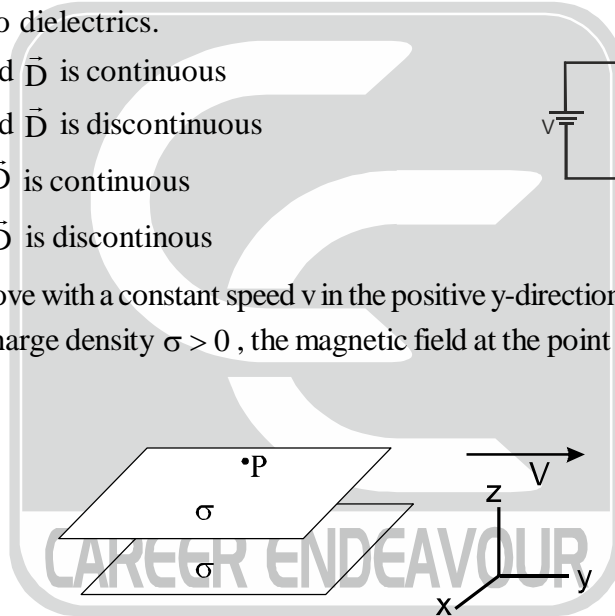 o dielectrics.
d D⃗ is continuous
d D⃗ is discontinuous
V
D⃗ is continuous
D⃗ is discontinous
ove with a constant speed v in the positive y-direction
harge density σ > 0 , the magnetic field at the point
•P
V
σ
z
σ
y
x
CAREER ENDEAVOUR